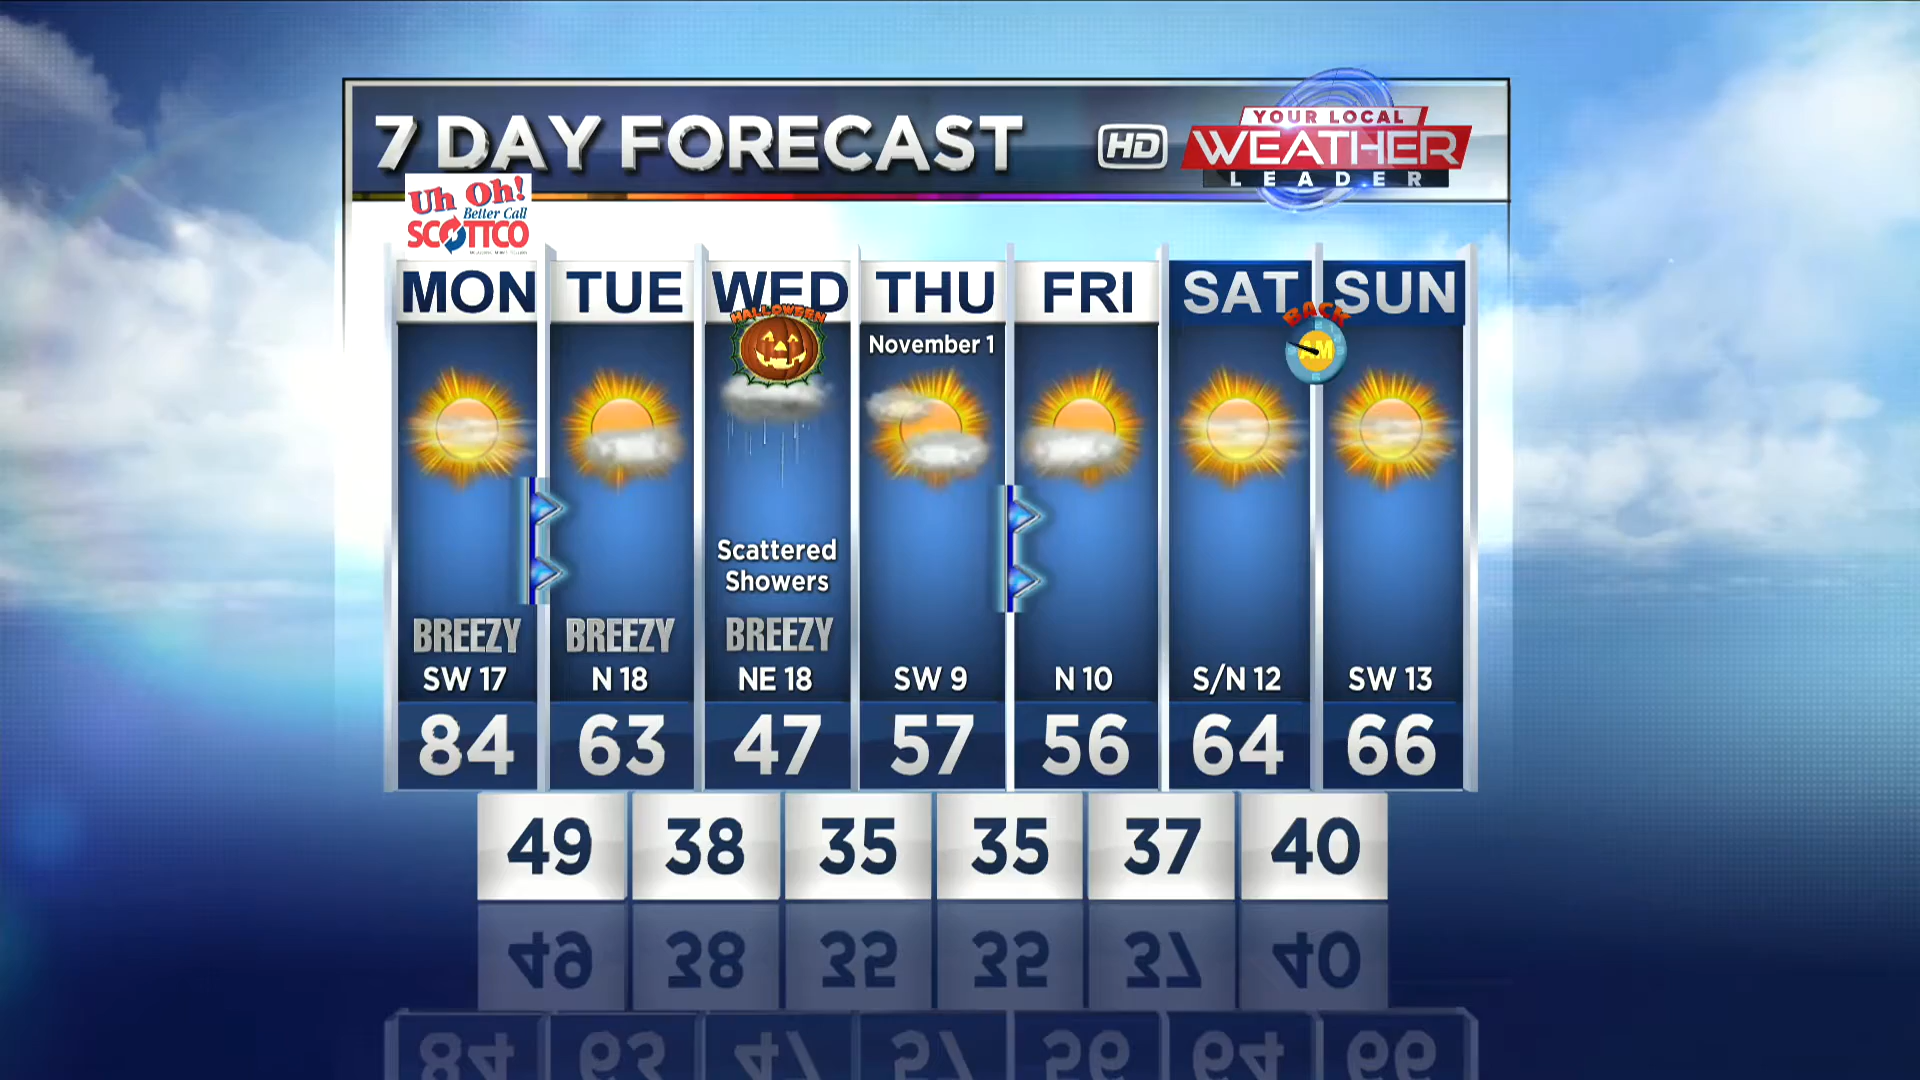 7 DAY FORECAST
HD
YOUR LOCAL
WEATHER
LEADER
Uh Oh!
Better Call
SCOTTCO
MON TUE WED THU FRI SAT SUN
HALLOWEEN
BACK
AM
November 1
Scattered
Showers
BREEZY BREEZY BREEZY
SW 17 N 18 NE 18 SW 9 N 10 S/N 12 SW 13
84 63 47 57 56 64 66
49 38 35 35 37 40